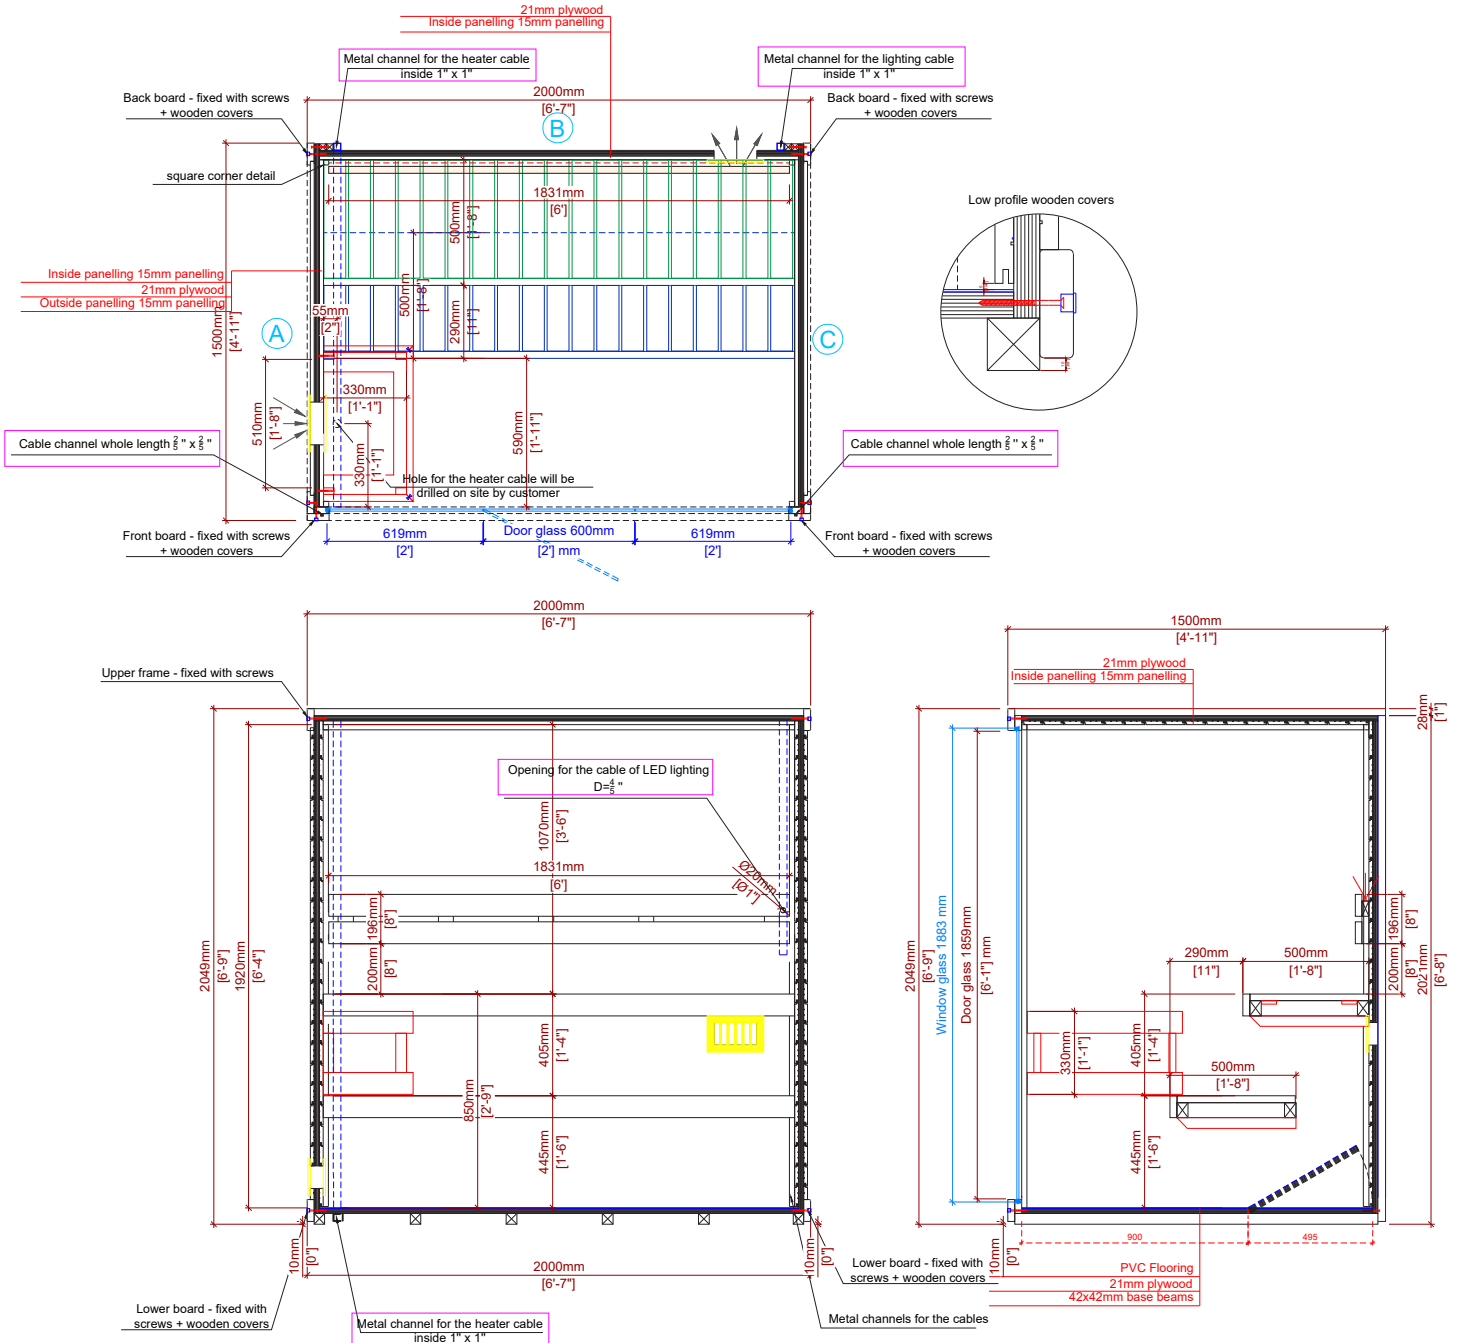 21mm plywood
Inside panelling 15mm panelling
Metal channel for the heater cable
inside 1" x 1"
Metal channel for the lighting cable
inside 1" x 1"
Back board - fixed with screws
+ wooden covers
2000mm
[6'-7"]
Back board - fixed with screws
+ wooden covers
B
square corner detail
1831mm
[6']
500mm
[1'-8"]
Low profile wooden covers
Inside panelling 15mm panelling
21mm plywood
Outside panelling 15mm panelling
1500mm
[4'-11"]
55mm
[2"]
500mm
[1'-8"]
290mm
[11"]
A
C
330mm
[1'-1"]
510mm
[1'-8"]
590mm
[1'-11"]
330mm
[1'-1"]
Cable channel whole length 2/5 " x 2/5 "
Cable channel whole length 2/5 " x 2/5 "
Hole for the heater cable will be
drilled on site by customer
Front board - fixed with screws
+ wooden covers
619mm
[2']
Door glass 600mm
[2'] mm
619mm
[2']
Front board - fixed with screws
+ wooden covers
2000mm
[6'-7"]
Upper frame - fixed with screws
Opening for the cable of LED lighting
D=4/5 "
1070mm
[3'-6"]
1831mm
[6']
Ø20mm
[Ø1"]
196mm
[8"]
200mm
[8"]
2049mm
[6'-9"]
1920mm
[6'-4"]
405mm
[1'-4"]
850mm
[2'-9"]
445mm
[1'-6"]
10mm
[0"]
10mm
[0"]
2000mm
[6'-7"]
Lower board - fixed with
screws + wooden covers
Metal channel for the heater cable
inside 1" x 1"
Lower board - fixed with
screws + wooden covers
Metal channels for the cables
1500mm
[4'-11"]
21mm plywood
Inside panelling 15mm panelling
28mm
[1"]
2049mm
[6'-9"]
Window glass 1883 mm
Door glass 1859mm
[6'-1"] mm
290mm
[11"]
500mm
[1'-8"]
196mm
[8"]
200mm
[8"]
2021mm
[6'-8"]
330mm
[1'-1"]
405mm
[1'-4"]
500mm
[1'-8"]
445mm
[1'-6"]
10mm
[0"]
900
495
PVC Flooring
21mm plywood
42x42mm base beams